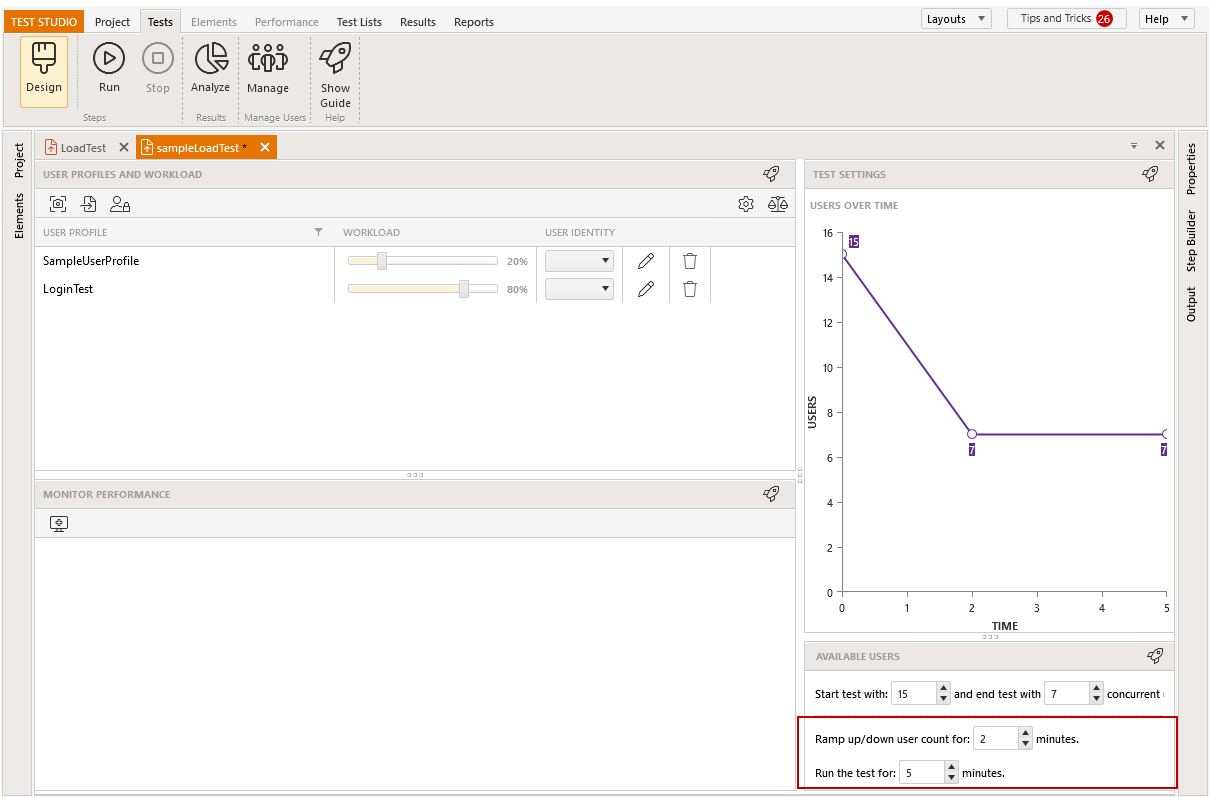 TEST STUDIO Project Tests Elements Performance Test Lists Results Reports Layouts Tips and Tricks 26 Help
Design Run Stop Analyze Manage Show Guide
Steps Results Manage Users Help
Project
Elements
LoadTest sampleLoadTest *
USER PROFILES AND WORKLOAD
USER PROFILE WORKLOAD USER IDENTITY
SampleUserProfile 20%
LoginTest 80%
MONITOR PERFORMANCE
TEST SETTINGS
USERS OVER TIME
16
15
14
12
10
8
7 7
6
4
2
0
USERS
0 1 2 3 4 5
TIME
AVAILABLE USERS
Start test with: 15 and end test with 7 concurrent
Ramp up/down user count for: 2 minutes.
Run the test for: 5 minutes.
Properties
Step Builder
Output